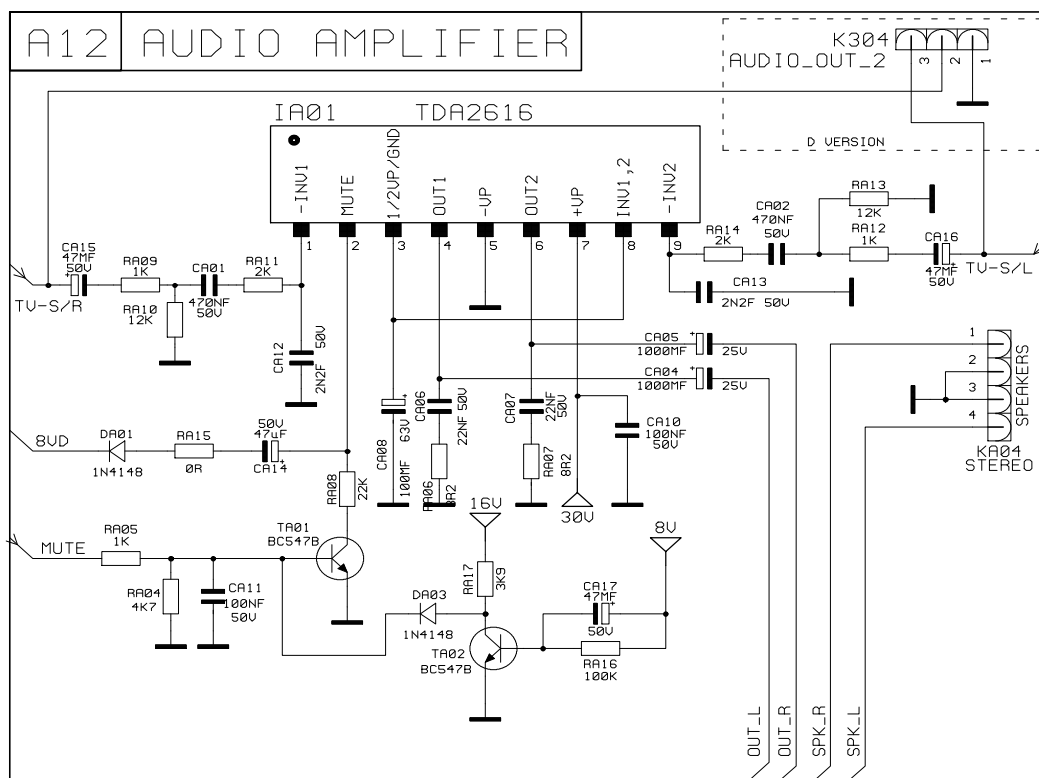 A12 AUDIO AMPLIFIER
K304
AUDIO_OUT_2
3 2 1
D VERSION
IA01 TDA2616
-INV1
MUTE
1/2VP/GND
OUT1
-VP
OUT2
+VP
INV1,2
-INV2
1 2 3 4 5 6 7 8 9
CA15
47MF
50V
TV-S/R
RA09
1K
RA10
12K
CA01
470NF
50V
RA11
2K
CA12
2N2F
50V
RA14
2K
CA02
470NF
50V
RA13
12K
RA12
1K
CA16
47MF
50V
TV-S/L
CA13
2N2F 50V
CA05
1000MF
25V
CA04
1000MF
25V
1
2
3
4
SPEAKERS
KA04
STEREO
8VD
DA01
1N4148
RA15
0R
50V
47uF
CA14
RA08
22K
CA08
100MF
63V
CA06
22NF 50V
RA06
8R2
CA07
22NF
50V
RA07
8R2
CA10
100NF
50V
30V
16V
8V
MUTE
RA05
1K
RA04
4K7
CA11
100NF
50V
TA01
BC547B
DA03
1N4148
RA17
3K9
TA02
BC547B
CA17
47MF
50V
RA16
100K
OUT_L
OUT_R
SPK_R
SPK_L